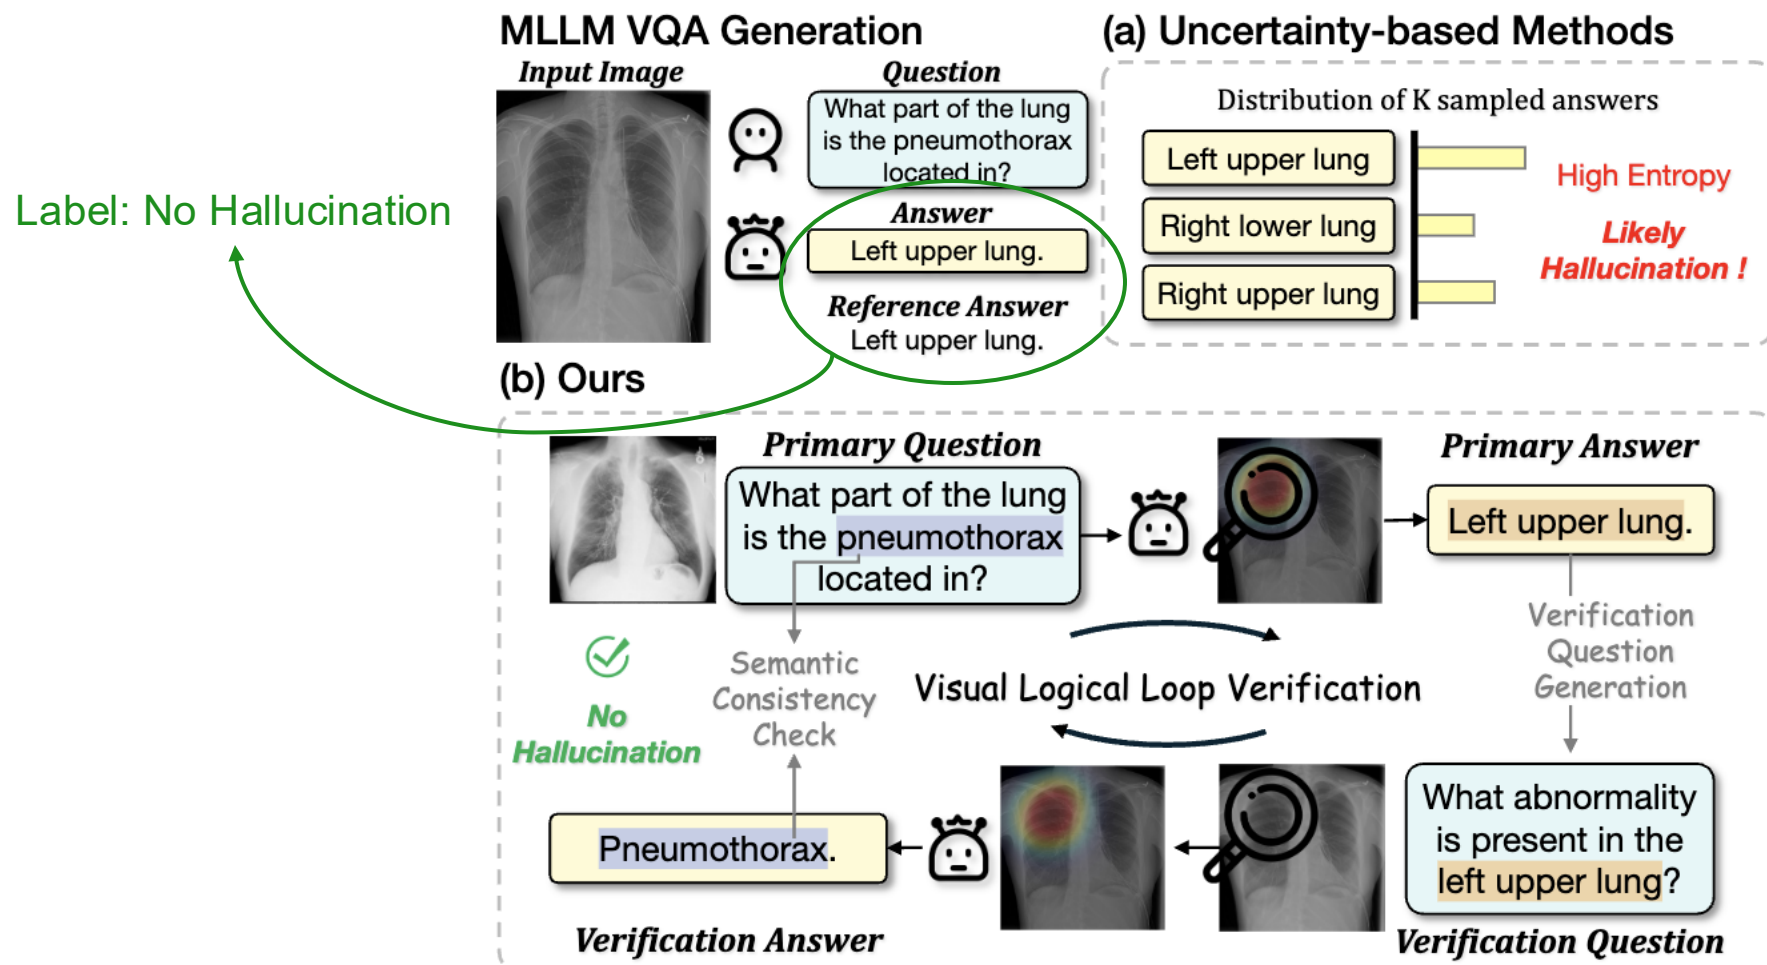 MLLM VQA Generation
Input Image
Question
What part of the lung
is the pneumothorax
located in?
Answer
Left upper lung.
Reference Answer
Left upper lung.
Label: No Hallucination
(a) Uncertainty-based Methods
Distribution of K sampled answers
Left upper lung
Right lower lung
Right upper lung
High Entropy
Likely
Hallucination !
(b) Ours
Primary Question
What part of the lung
is the pneumothorax
located in?
Primary Answer
Left upper lung.
Verification
Question
Generation
Visual Logical Loop Verification
Semantic
Consistency
Check
No
Hallucination
What abnormality
is present in the
left upper lung?
Verification Question
Pneumothorax.
Verification Answer